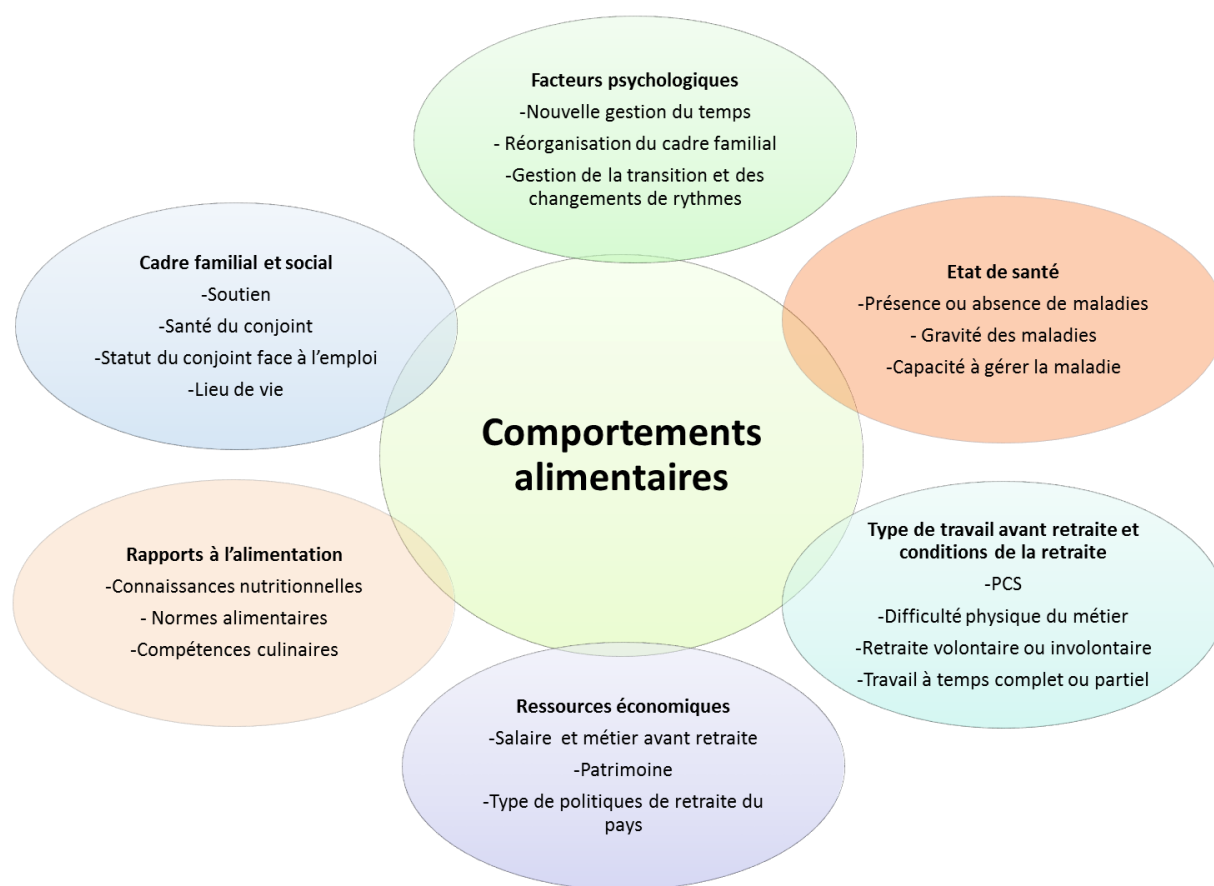 Facteurs psychologiques
-Nouvelle gestion du temps
- Réorganisation du cadre familial
-Gestion de la transition et des
changements de rythmes
Cadre familial et social
-Soutien
-Santé du conjoint
-Statut du conjoint face à l'emploi
-Lieu de vie
Etat de santé
-Présence ou absence de maladies
- Gravité des maladies
-Capacité à gérer la maladie
Comportements
alimentaires
Rapports à l'alimentation
-Connaissances nutritionnelles
- Normes alimentaires
-Compétences culinaires
Type de travail avant retraite et
conditions de la retraite
-PCS
-Difficulté physique du métier
-Retraite volontaire ou involontaire
-Travail à temps complet ou partiel
Ressources économiques
-Salaire et métier avant retraite
-Patrimoine
-Type de politiques de retraite du
pays